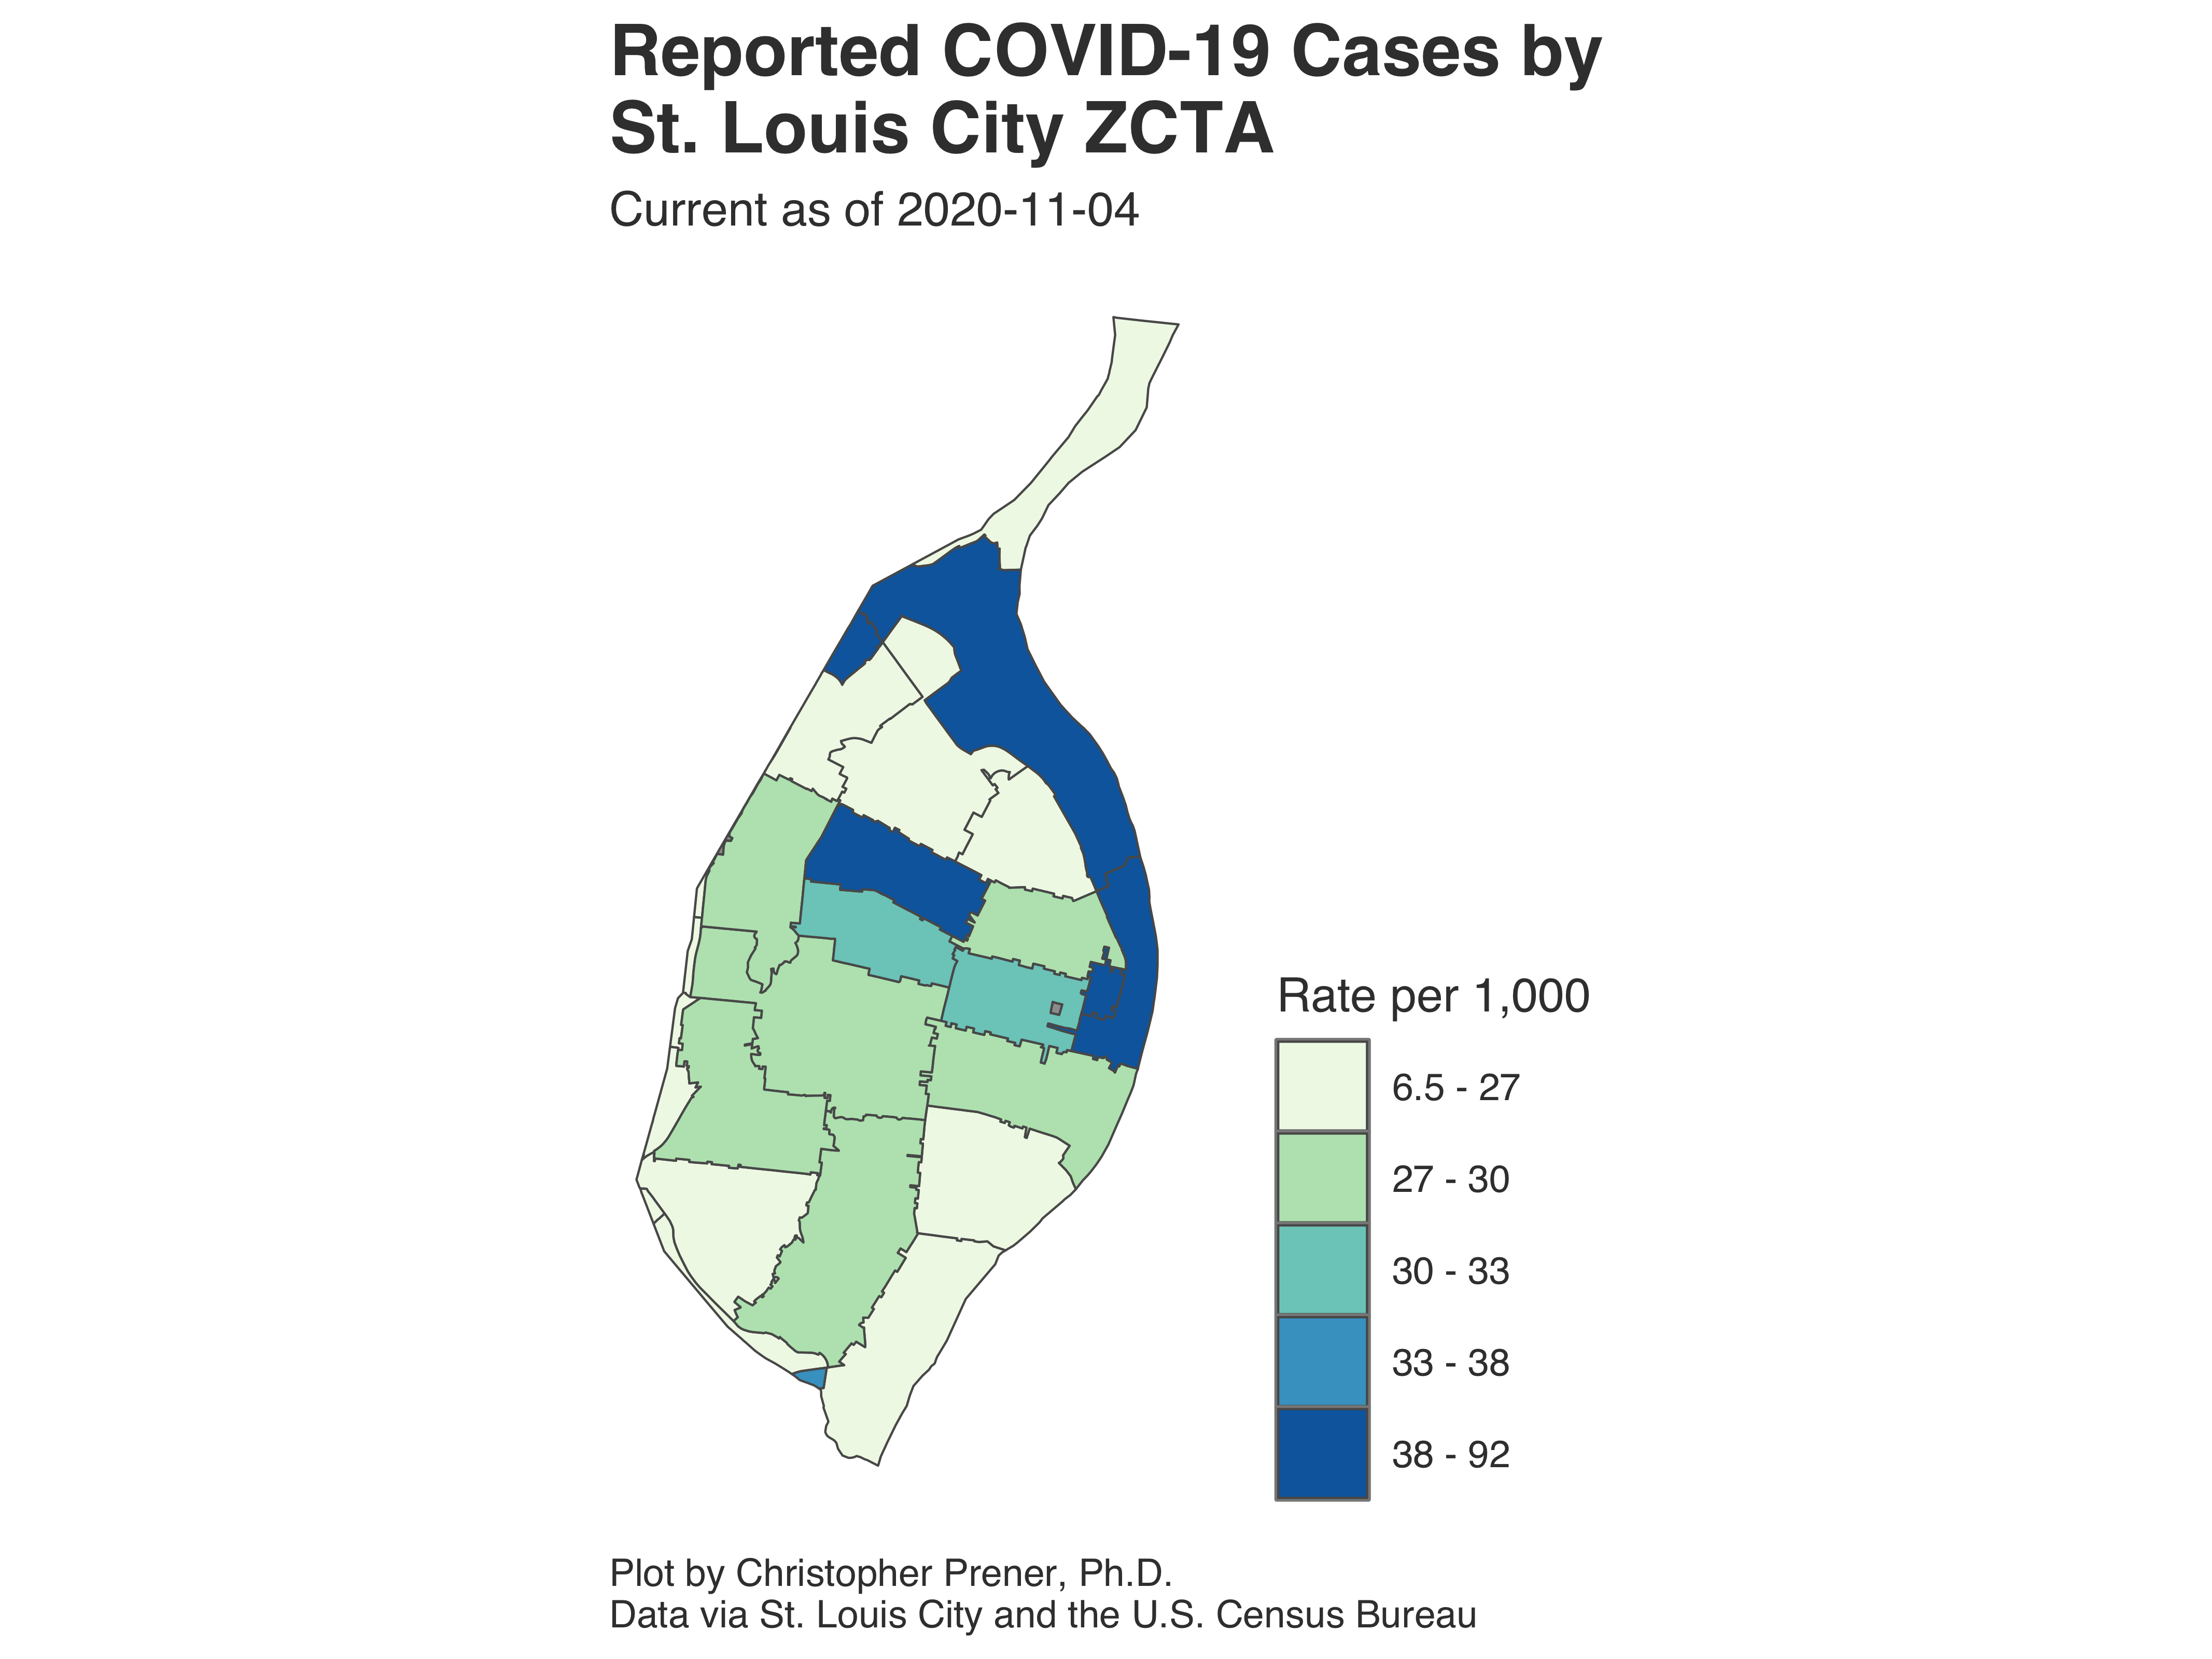 Reported COVID-19 Cases by
St. Louis City ZCTA
Current as of 2020-11-04
Rate per 1,000
6.5 - 27
27 - 30
30 - 33
33 - 38
38 - 92
Plot by Christopher Prener, Ph.D.
Data via St. Louis City and the U.S. Census Bureau